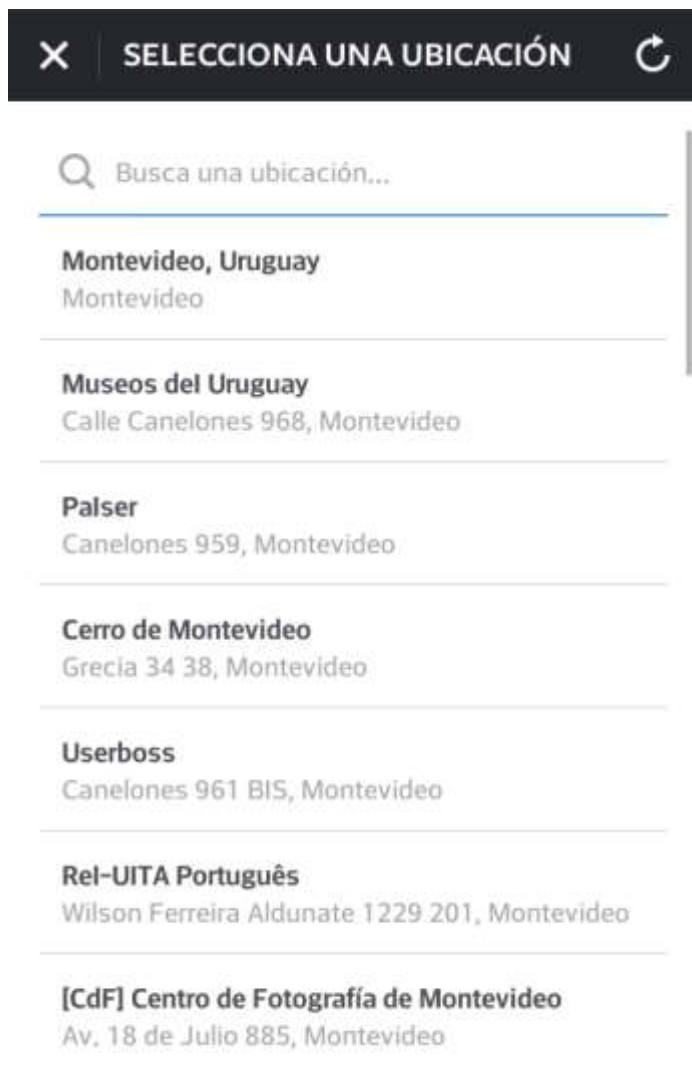 SELECCIONA UNA UBICACIÓN
Busca una ubicación...
Montevideo, Uruguay
Montevideo
Museos del Uruguay
Calle Canelones 968, Montevideo
Palser
Canelones 959, Montevideo
Cerro de Montevideo
Grecia 34 38, Montevideo
Userboss
Canelones 961 BIS, Montevideo
Rel-UITA Português
Wilson Ferreira Aldunate 1229 201, Montevideo
[CdF] Centro de Fotografía de Montevideo
Av. 18 de Julio 885, Montevideo